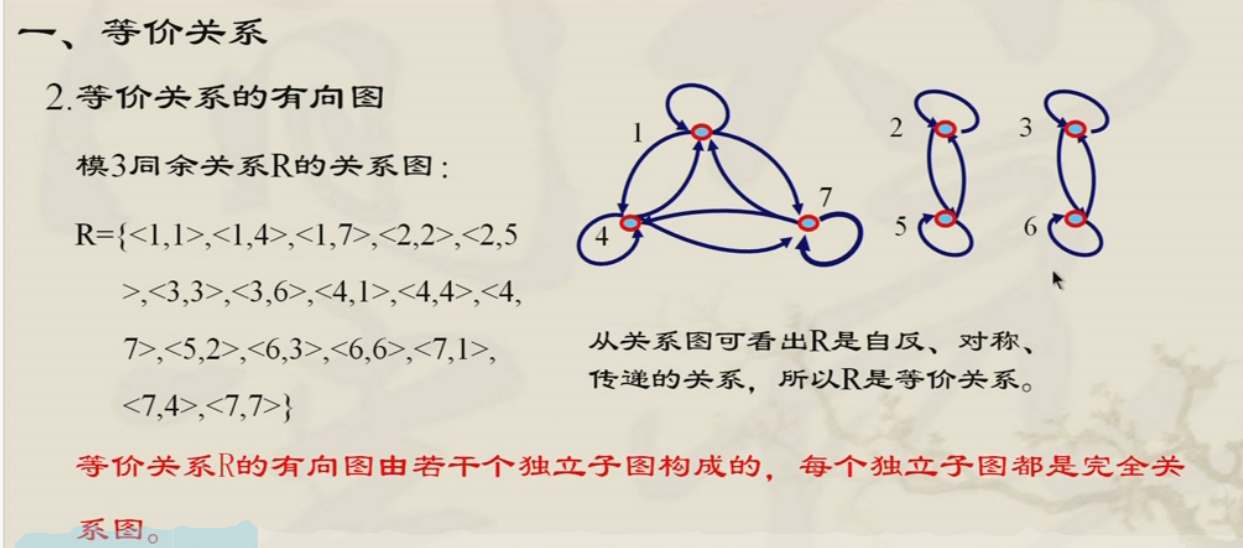 一、等价关系
2.等价关系的有向图
模3同余关系R的关系图：
R={<1,1>,<1,4>,<1,7>,<2,2>,<2,5
>,<3,3>,<3,6>,<4,1>,<4,4>,<4,
7>,<5,2>,<6,3>,<6,6>,<7,1>,
<7,4>,<7,7>}
1
4
7
2
5
3
6
从关系图可看出R是自反、对称、
传递的关系，所以R是等价关系。
等价关系R的有向图由若干个独立子图构成的，每个独立子图都是完全关
系图。